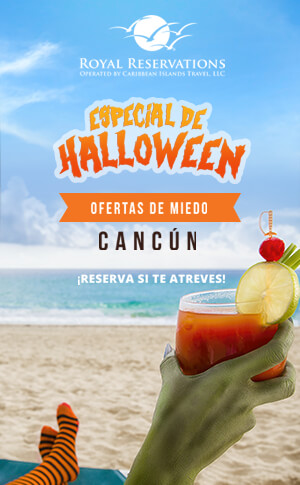 ROYAL RESERVATIONS
OPERATED BY CARIBBEAN ISLANDS TRAVEL, LLC
ESPECIAL DE
HALLOWEEN
OFERTAS DE MIEDO
CANCÚN
¡RESERVA SI TE ATREVES!